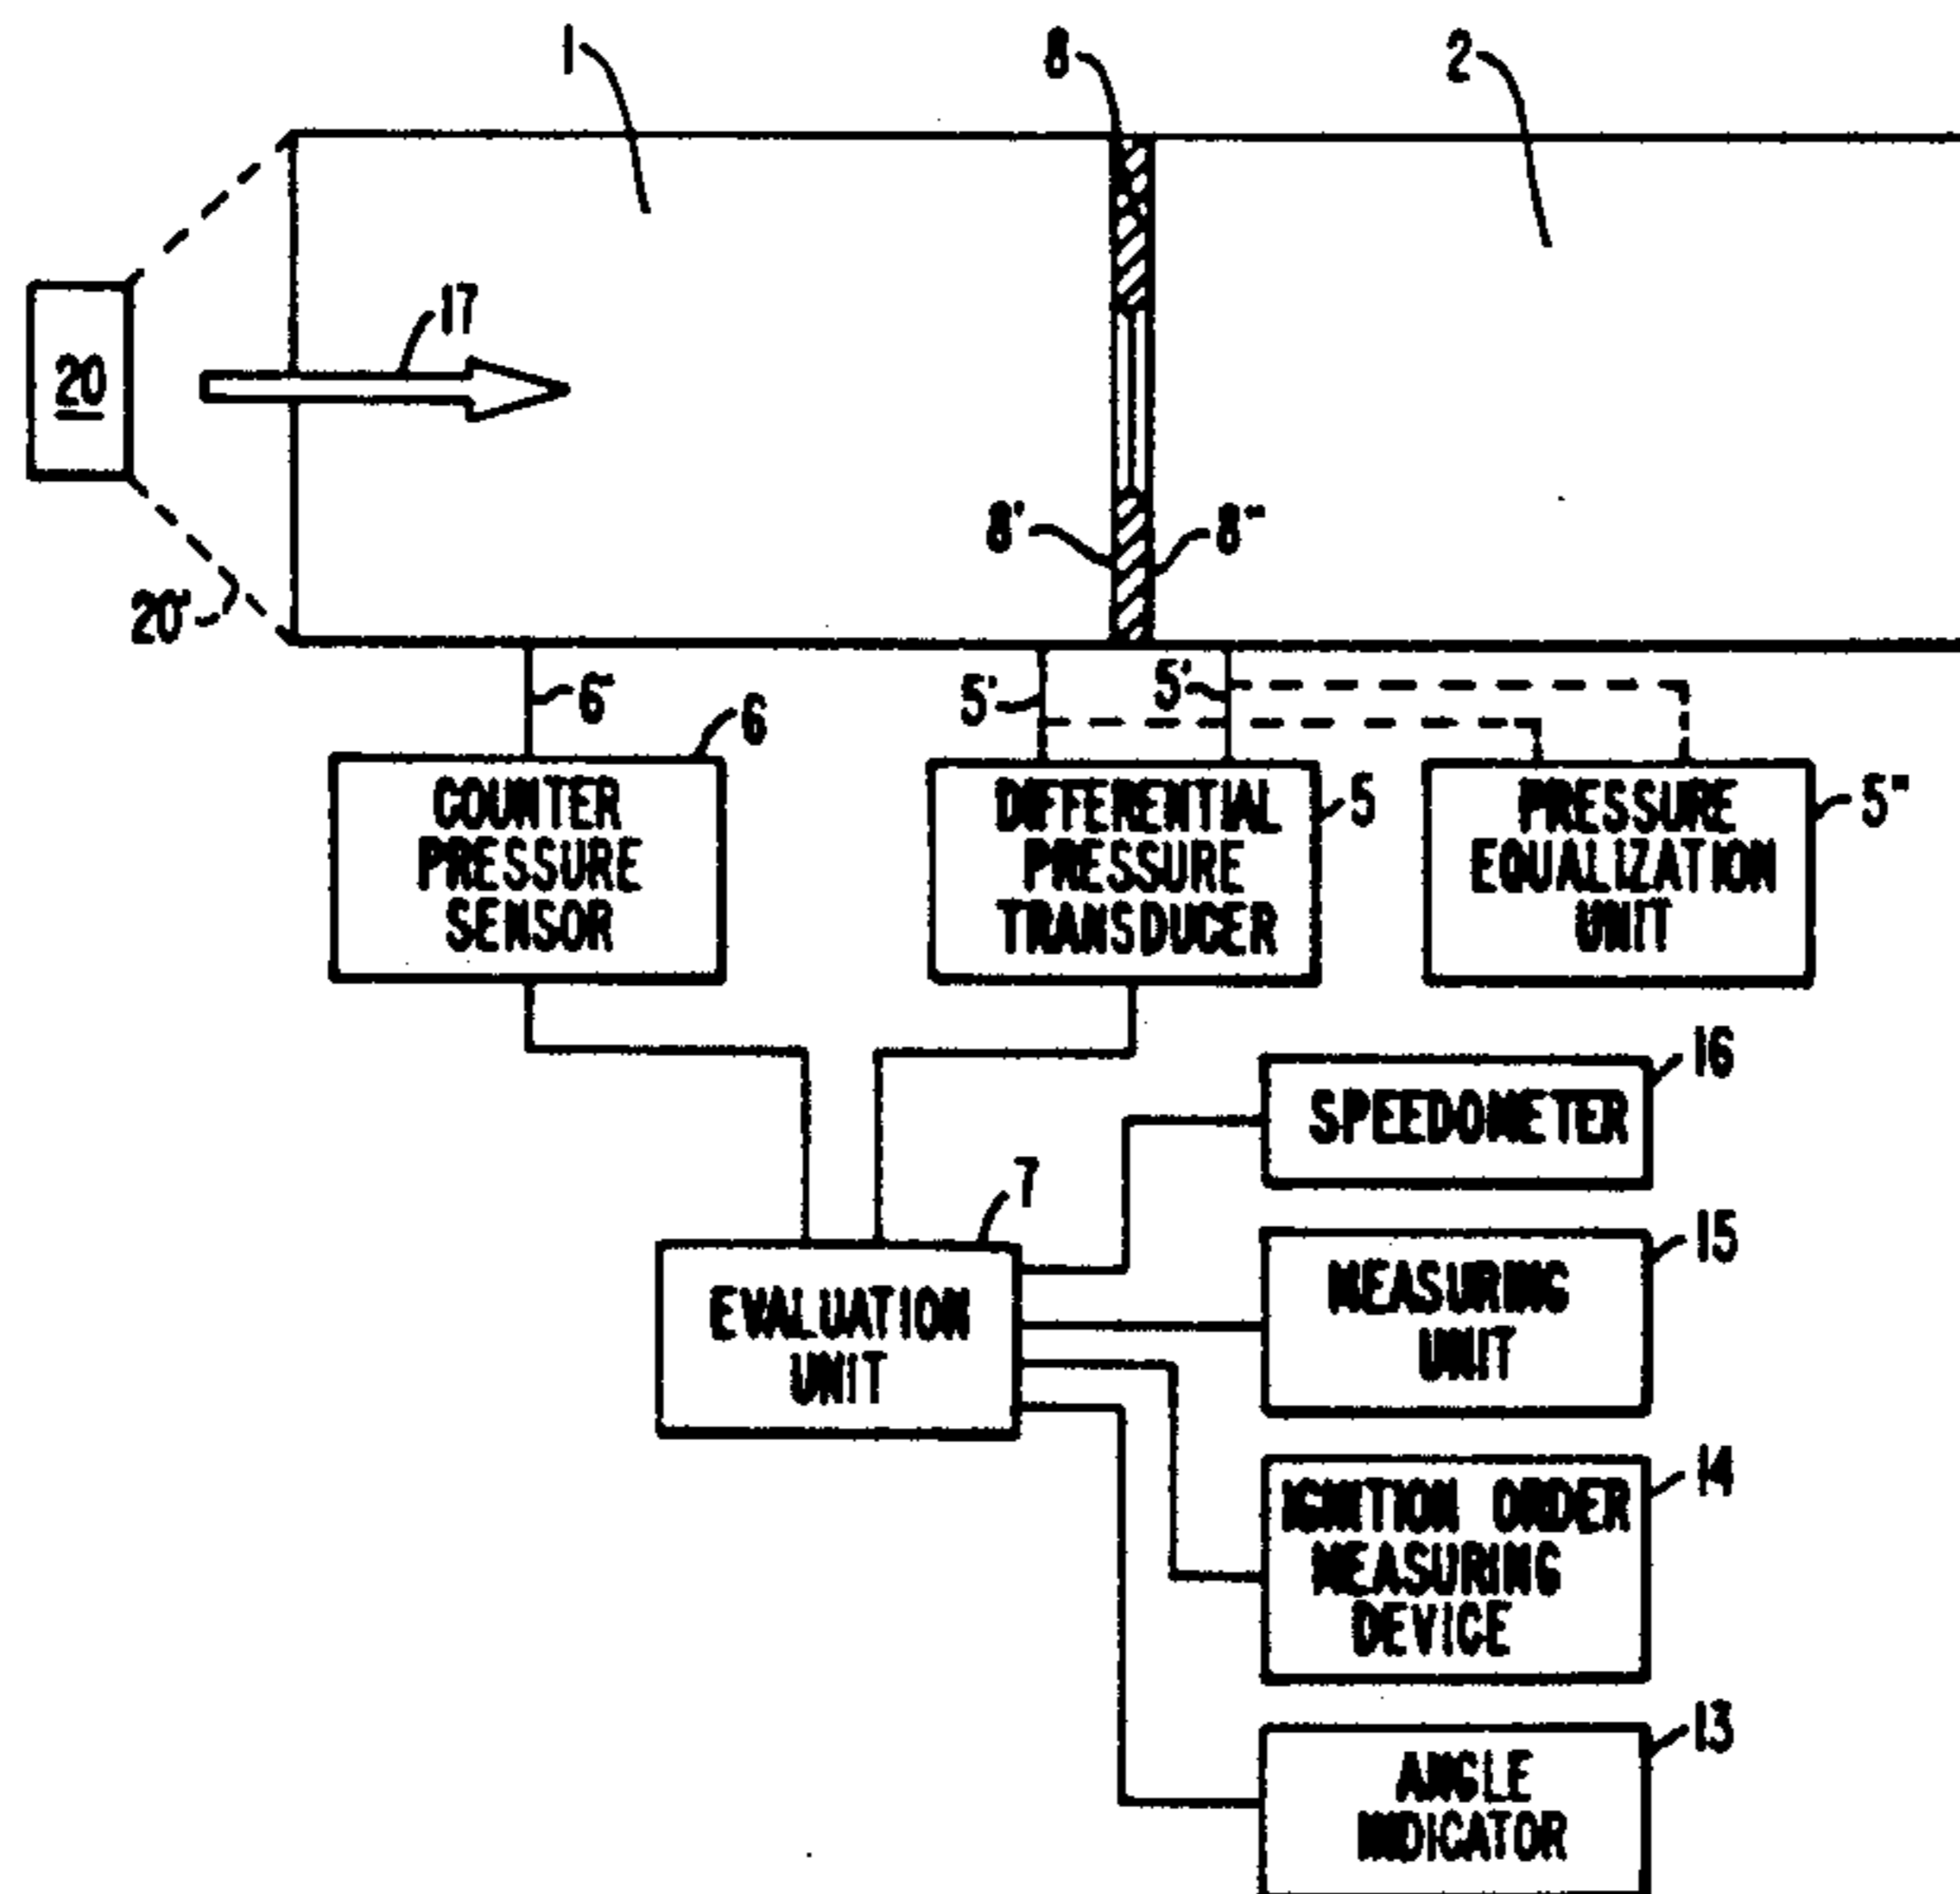 1
8
2
20
17
8'
8"
20'
6'
6
5'
5'
COUNTER
PRESSURE
SENSOR
DIFFERENTIAL
PRESSURE
TRANSDUCER
5
PRESSURE
EQUALIZATION
UNIT
5"
16
SPEEDOMETER
7
EVALUATION
UNIT
15
MEASURING
UNIT
14
IGNITION ORDER
MEASURING
DEVICE
13
ANGLE
INDICATOR